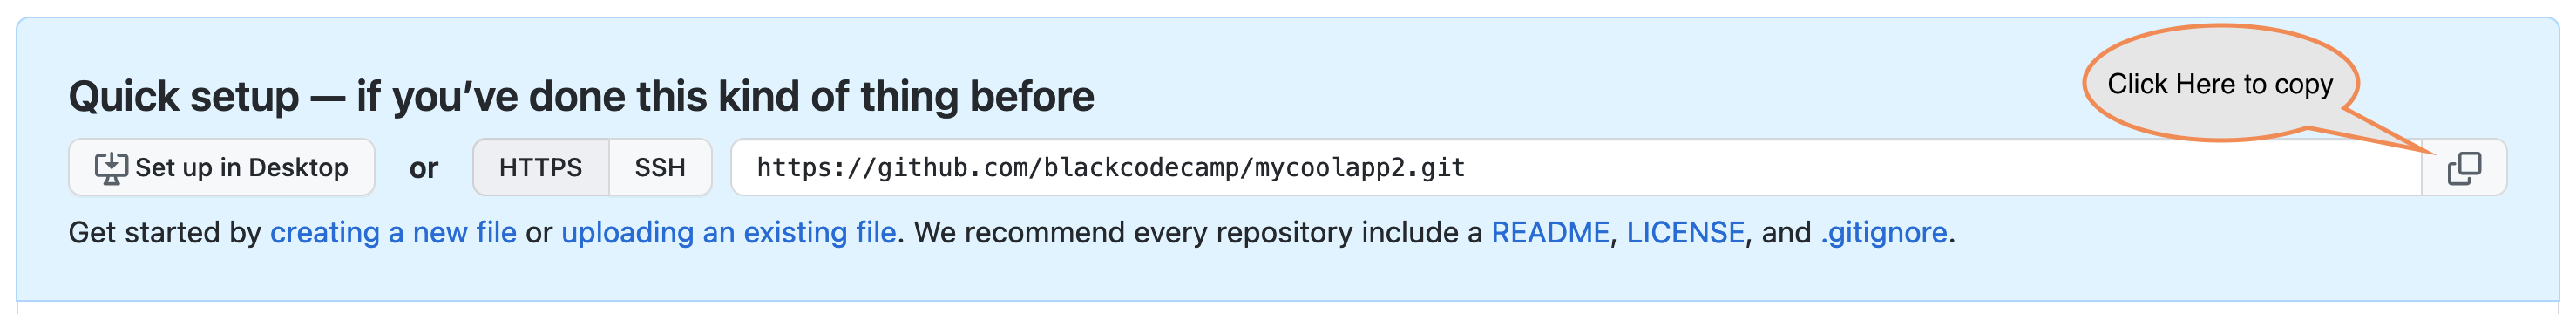 Click Here to copy
Quick setup — if you’ve done this kind of thing before
Set up in Desktop or HTTPS SSH https://github.com/blackcodecamp/mycoolapp2.git
Get started by creating a new file or uploading an existing file. We recommend every repository include a README, LICENSE, and .gitignore.